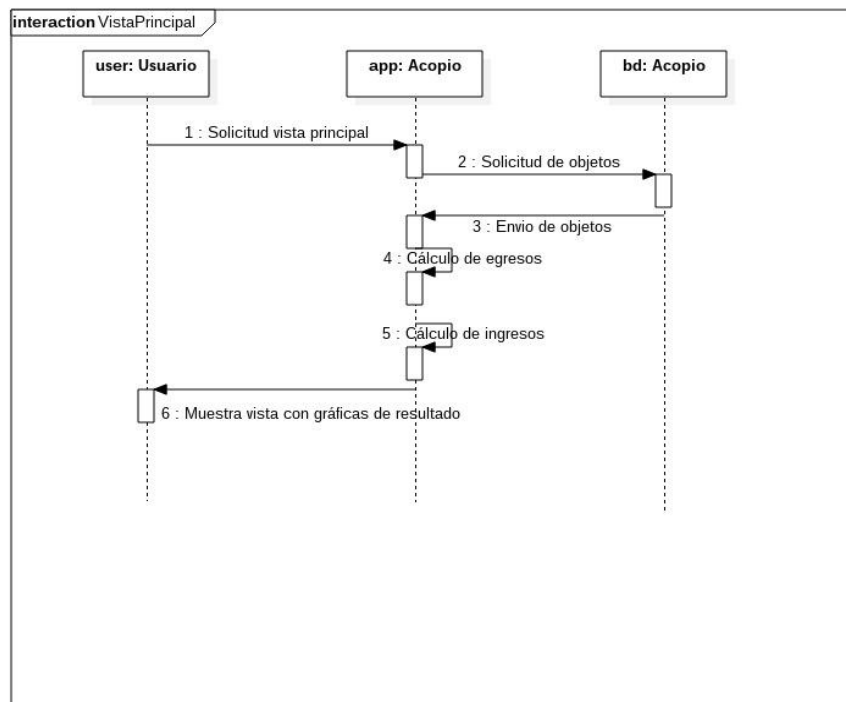 interaction VistaPrincipal
user: Usuario
app: Acopio
bd: Acopio
1 : Solicitud vista principal
2 : Solicitud de objetos
3 : Envio de objetos
4 : Cálculo de egresos
5 : Cálculo de ingresos
6 : Muestra vista con gráficas de resultado